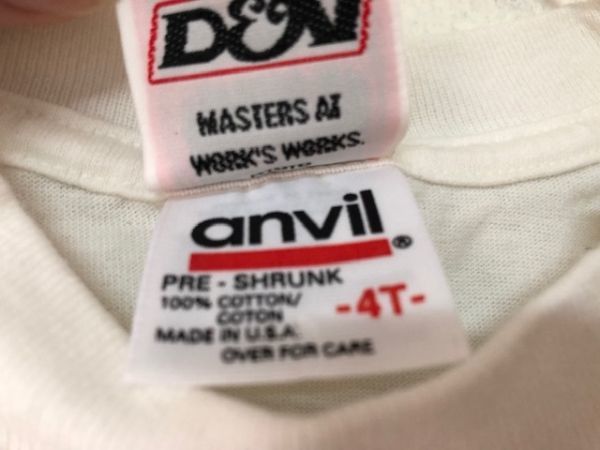 D&N
MASTERS AT
WORK'S WORKS.
anvil®
PRE - SHRUNK
100% COTTON/
COTON
-4T-
MADE IN U.S.A.
OVER FOR CARE